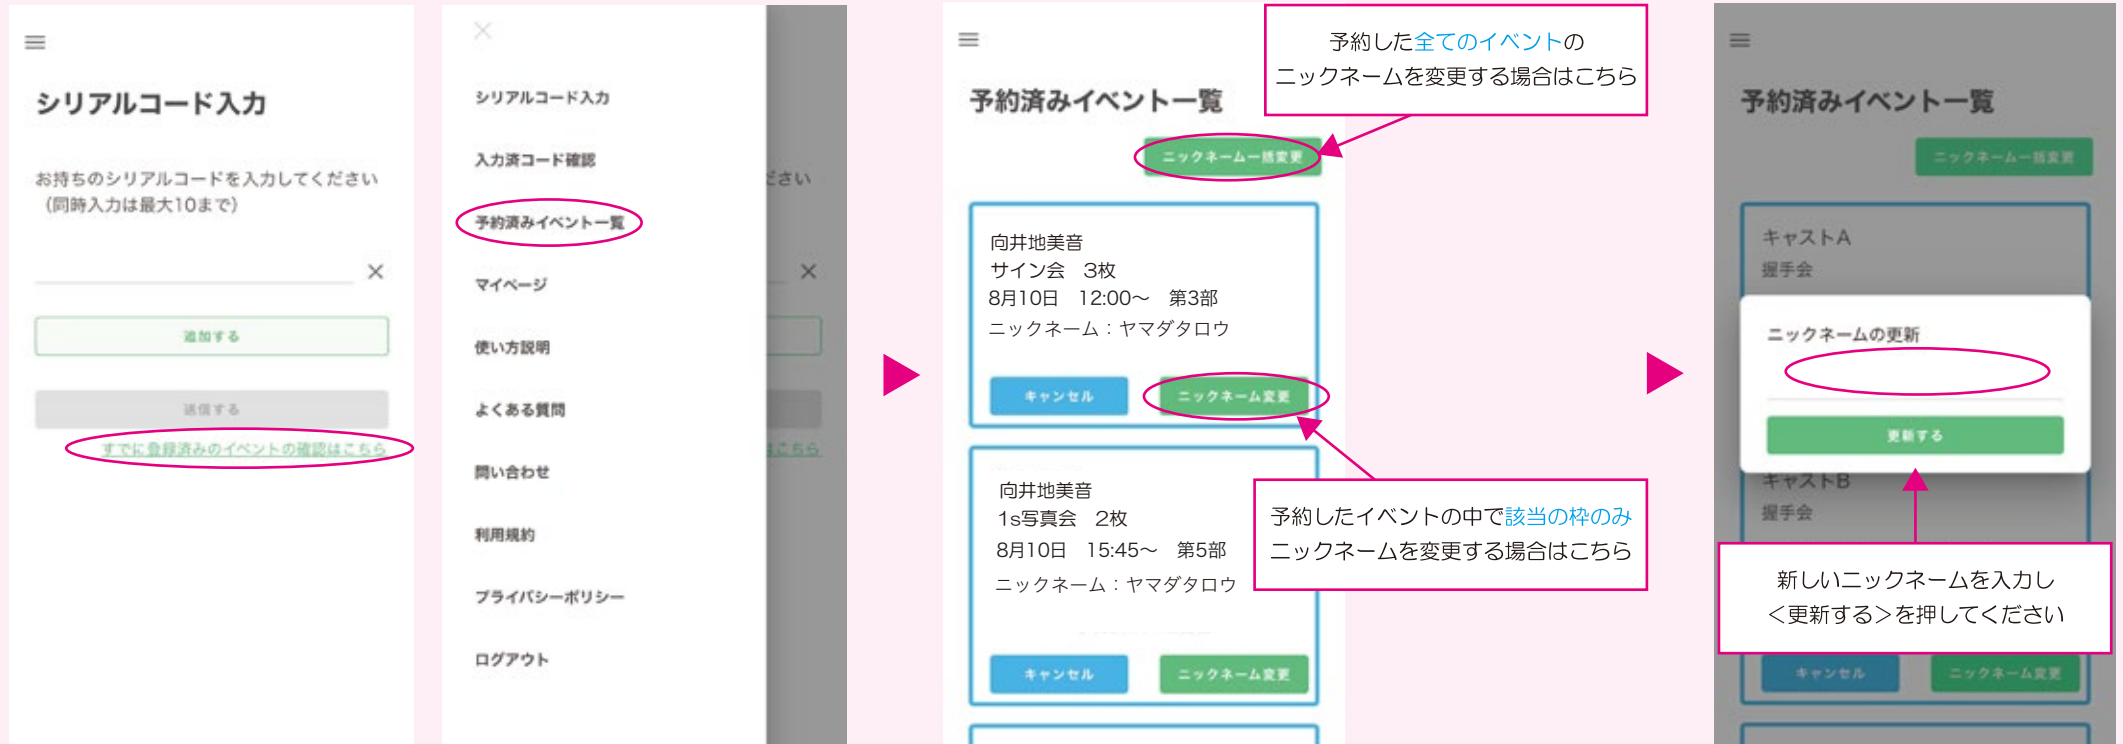 シリアルコード入力
お持ちのシリアルコードを入力してください
（同時入力は最大10まで）
追加する
送信する
すでに登録済みのイベントの確認はこちら
シリアルコード入力
入力済コード確認
予約済みイベント一覧
マイページ
使い方説明
よくある質問
問い合わせ
利用規約
プライバシーポリシー
ログアウト
ださい
はこちら
予約済みイベント一覧
予約した全てのイベントの
ニックネームを変更する場合はこちら
ニックネーム一括変更
向井地美音
サイン会　3枚
8月10日　12:00〜　第3部
ニックネーム：ヤマダタロウ
キャンセル
ニックネーム変更
向井地美音
1s写真会　2枚
8月10日　15:45〜　第5部
ニックネーム：ヤマダタロウ
キャンセル
ニックネーム変更
予約したイベントの中で該当の枠のみ
ニックネームを変更する場合はこちら
予約済みイベント一覧
ニックネーム一括変更
キャストA
握手会
ニックネームの更新
更新する
キャストB
握手会
新しいニックネームを入力し
＜更新する＞を押してください
キャンセル
ニックネーム変更